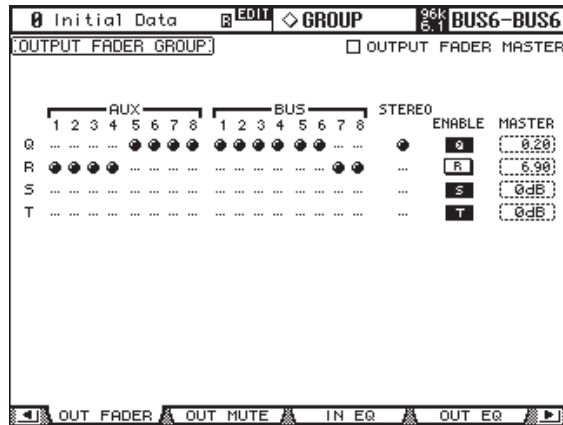 0 Initial Data R EDIT ◇ GROUP 96k 6.1 BUS6-BUS6
OUTPUT FADER GROUP □ OUTPUT FADER MASTER
AUX BUS STEREO
1 2 3 4 5 6 7 8 1 2 3 4 5 6 7 8 ENABLE MASTER
Q Q 0.20
R R 6.90
S S 0dB
T T 0dB
OUT FADER OUT MUTE IN EQ OUT EQ